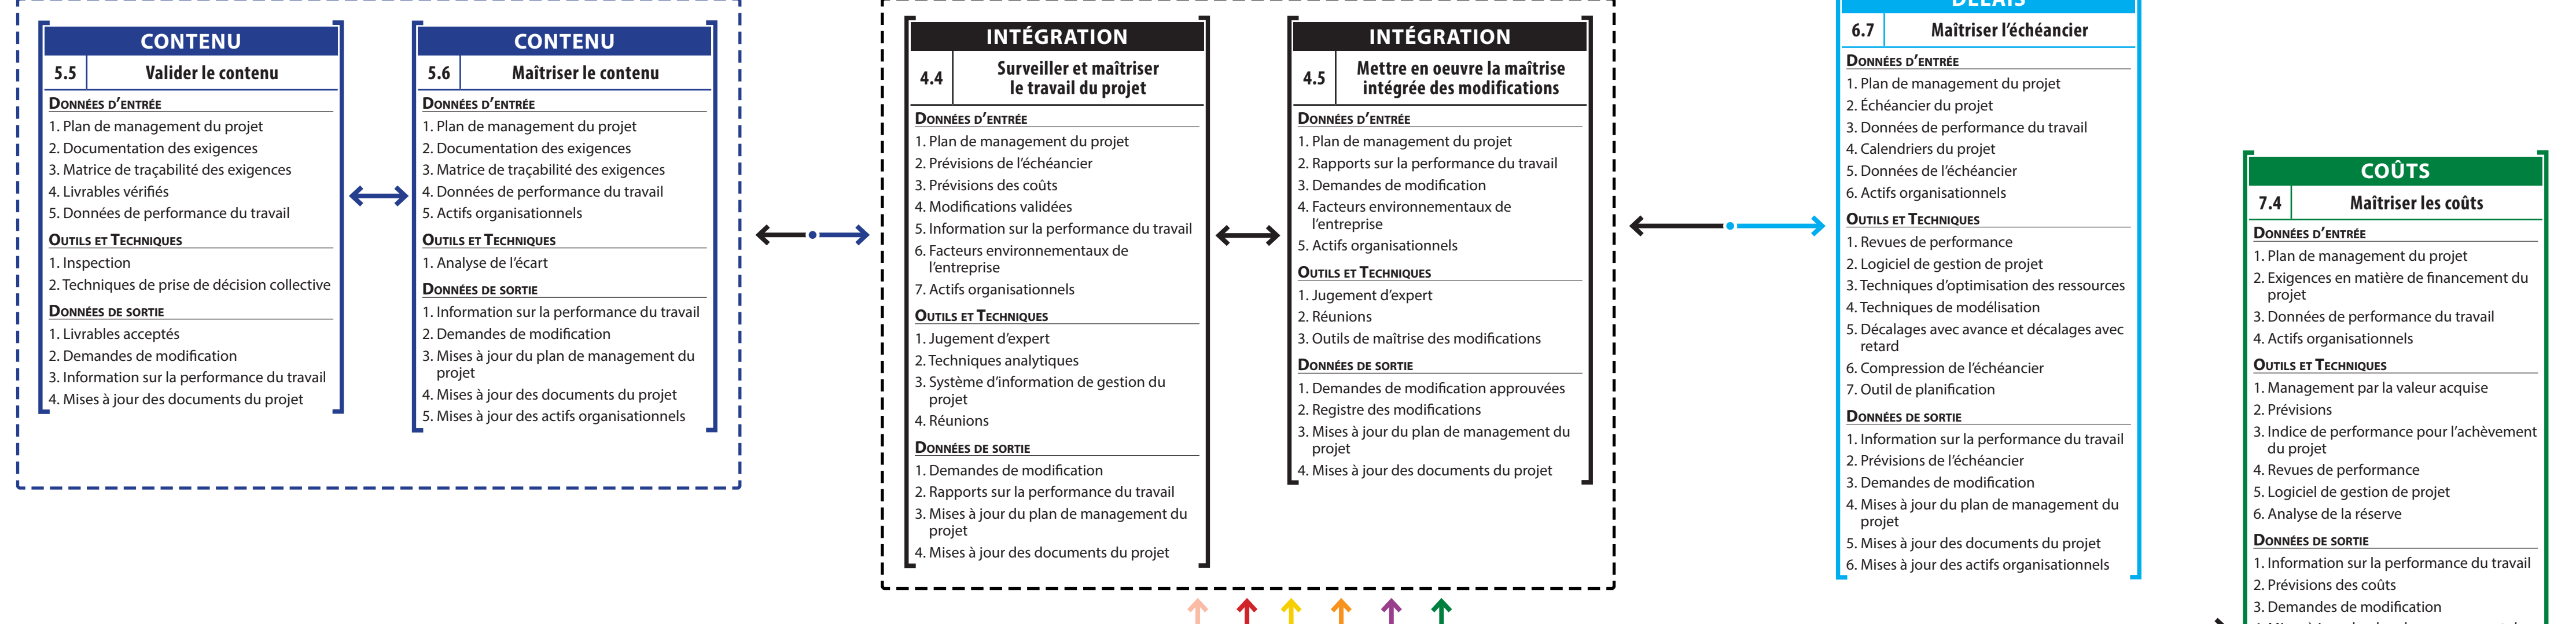 CONTENU
5.5 Valider le contenu
Données d'entrée
1. Plan de management du projet
2. Documentation des exigences
3. Matrice de traçabilité des exigences
4. Livrables vérifiés
5. Données de performance du travail
Outils et Techniques
1. Inspection
2. Techniques de prise de décision collective
Données de sortie
1. Livrables acceptés
2. Demandes de modification
3. Information sur la performance du travail
4. Mises à jour des documents du projet
CONTENU
5.6 Maîtriser le contenu
Données d'entrée
1. Plan de management du projet
2. Documentation des exigences
3. Matrice de traçabilité des exigences
4. Données de performance du travail
5. Actifs organisationnels
Outils et Techniques
1. Analyse de l'écart
Données de sortie
1. Information sur la performance du travail
2. Demandes de modification
3. Mises à jour du plan de management du
projet
4. Mises à jour des documents du projet
5. Mises à jour des actifs organisationnels
INTÉGRATION
4.4 Surveiller et maîtriser
le travail du projet
Données d'entrée
1. Plan de management du projet
2. Prévisions de l'échéancier
3. Prévisions des coûts
4. Modifications validées
5. Information sur la performance du travail
6. Facteurs environnementaux de
l'entreprise
7. Actifs organisationnels
Outils et Techniques
1. Jugement d'expert
2. Techniques analytiques
3. Système d'information de gestion du
projet
4. Réunions
Données de sortie
1. Demandes de modification
2. Rapports sur la performance du travail
3. Mises à jour du plan de management du
projet
4. Mises à jour des documents du projet
INTÉGRATION
4.5 Mettre en oeuvre la maîtrise
intégrée des modifications
Données d'entrée
1. Plan de management du projet
2. Rapports sur la performance du travail
3. Demandes de modification
4. Facteurs environnementaux de
l'entreprise
5. Actifs organisationnels
Outils et Techniques
1. Jugement d'expert
2. Réunions
3. Outils de maîtrise des modifications
Données de sortie
1. Demandes de modification approuvées
2. Registre des modifications
3. Mises à jour du plan de management du
projet
4. Mises à jour des documents du projet
DÉLAIS
6.7 Maîtriser l'échéancier
Données d'entrée
1. Plan de management du projet
2. Échéancier du projet
3. Données de performance du travail
4. Calendriers du projet
5. Données de l'échéancier
6. Actifs organisationnels
Outils et Techniques
1. Revues de performance
2. Logiciel de gestion de projet
3. Techniques d'optimisation des ressources
4. Techniques de modélisation
5. Décalages avec avance et décalages avec
retard
6. Compression de l'échéancier
7. Outil de planification
Données de sortie
1. Information sur la performance du travail
2. Prévisions de l'échéancier
3. Demandes de modification
4. Mises à jour du plan de management du
projet
5. Mises à jour des documents du projet
6. Mises à jour des actifs organisationnels
COÛTS
7.4 Maîtriser les coûts
Données d'entrée
1. Plan de management du projet
2. Exigences en matière de financement du
projet
3. Données de performance du travail
4. Actifs organisationnels
Outils et Techniques
1. Management par la valeur acquise
2. Prévisions
3. Indice de performance pour l'achèvement
du projet
4. Revues de performance
5. Logiciel de gestion de projet
6. Analyse de la réserve
Données de sortie
1. Information sur la performance du travail
2. Prévisions des coûts
3. Demandes de modification